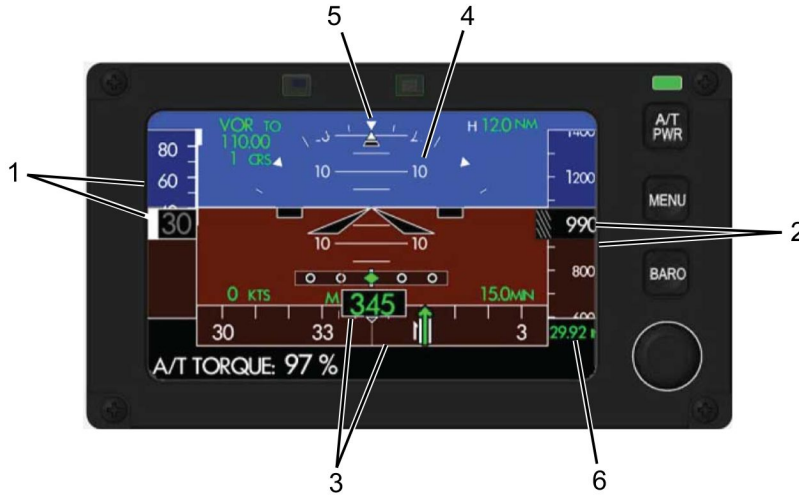 5 4
VOR TO
110.00
1 CRS
H 12.0 NM
A/T
PWR
80
60
1200
10 10
1
MENU
30
990
2
10 10
800
BARO
0 KTS
M
345
15.0MIN
30 33 3
29.92
A/T TORQUE: 97 %
3
6